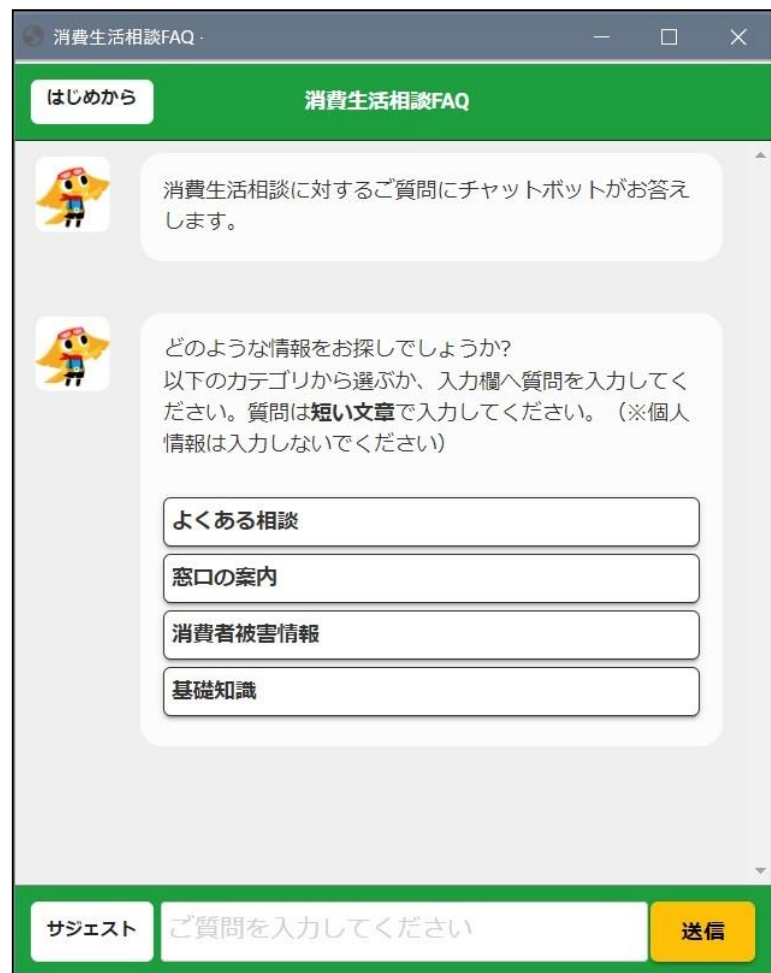 消費生活相談FAQ ·
はじめから
消費生活相談FAQ
消費生活相談に対するご質問にチャットボットがお答え
します。
どのような情報をお探しでしょうか?
以下のカテゴリから選ぶか、入力欄へ質問を入力してく
ださい。質問は短い文章で入力してください。（※個人
情報は入力しないでください）
よくある相談
窓口の案内
消費者被害情報
基礎知識
サジェスト
ご質問を入力してください
送信